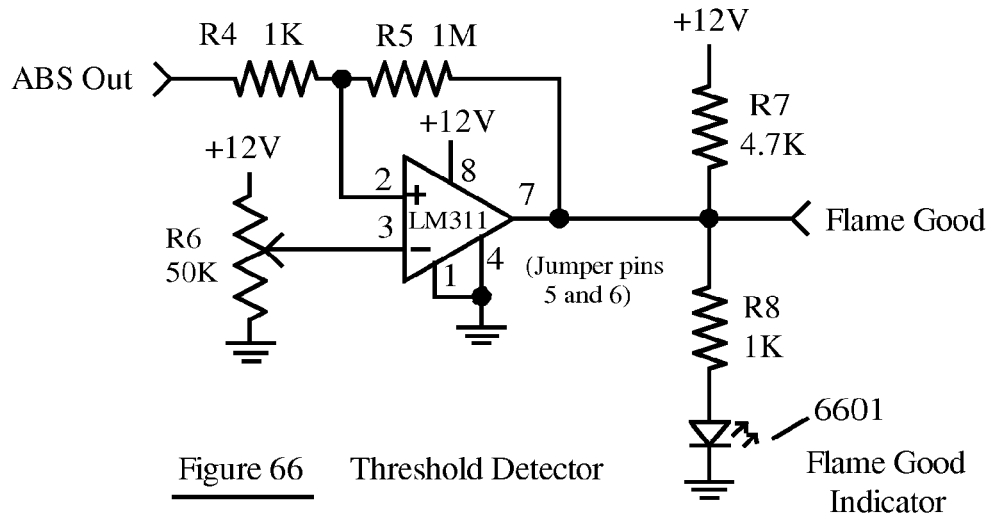 R4 1K
R5 1M
+12V
ABS Out
R7
4.7K
+12V
+12V
8
2
+
LM311
7
3
−
R6
50K
1
4
(Jumper pins
5 and 6)
Flame Good
R8
1K
6601
Flame Good
Indicator
Figure 66 Threshold Detector